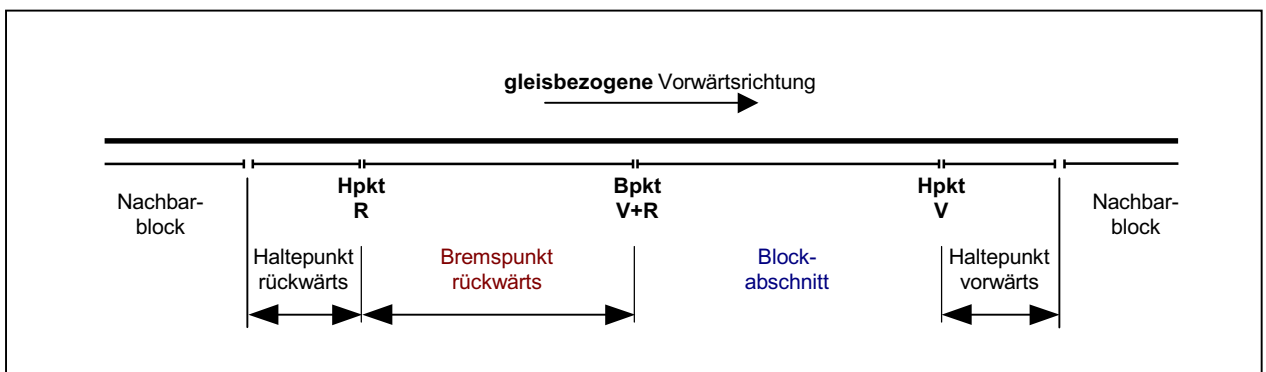 gleisbezogene Vorwärtsrichtung
Nachbar-
block
Hpkt
R
Bpkt
V+R
Hpkt
V
Nachbar-
block
Haltepunkt
rückwärts
Bremspunkt
rückwärts
Block-
abschnitt
Haltepunkt
vorwärts